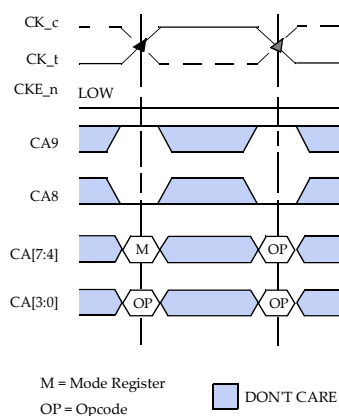 CK_c
CK_t
CKE_n LOW
CA9
CA8
CA[7:4] M OP
CA[3:0] OP OP
M = Mode Register
OP = Opcode
DON'T CARE